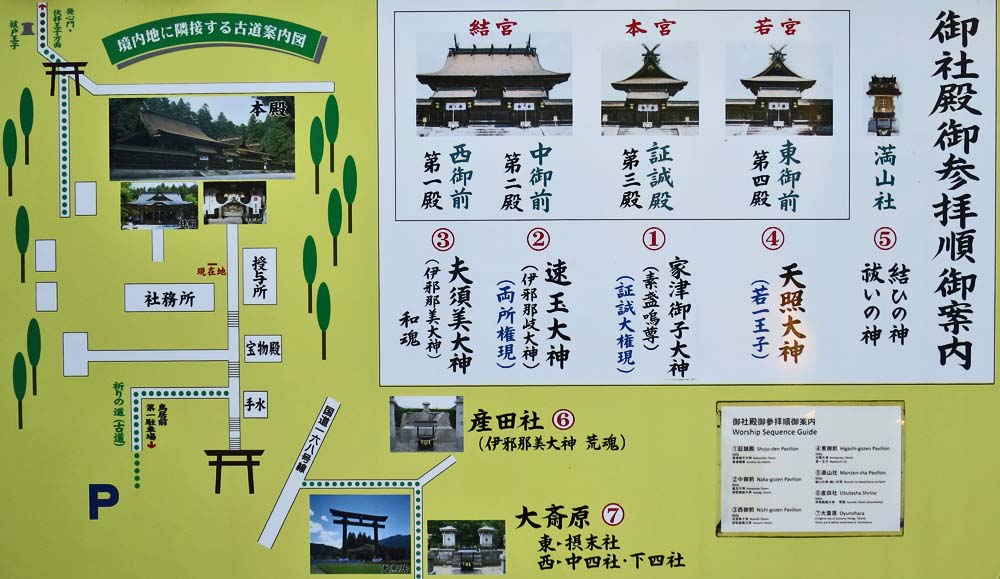 御社殿御参拝順御案内
結宮
本宮
若宮
西御前
第一殿
中御前
第二殿
証誠殿
第三殿
東御前
第四殿
満山社
③
夫須美大神
(伊邪那美大神)
和魂
②
速玉大神
(伊邪那岐大神)
(両所権現)
①
家津御子大神
(素盞嗚尊)
(証誠大権現)
④
天照大神
(若一王子)
⑤
結ひの神
祓いの神
境内地に隣接する古道案内図
発心門・
伏拝王子方面
祓戸王子
本殿
拝殿
現在地
授与所
社務所
宝物殿
手水
祈りの道(古道)
鳥居前
第一駐車場
P
国道一六八号線
産田社⑥
(伊邪那美大神 荒魂)
大斎原⑦
東▸摂末社
西▸中四社・下四社
大斎原
御社殿御参拝順御案内
Worship Sequence Guide
①証誠殿 Shojo-den Pavilion
②中御前 Naka-gozen Pavilion
③西御前 Nishi-gozen Pavilion
④東御前 Higashi-gozen Pavilion
⑤満山社 Manzen-sha Pavilion
⑥産田社 Ubutasha Shrine
⑦大斎原 Oyunohara